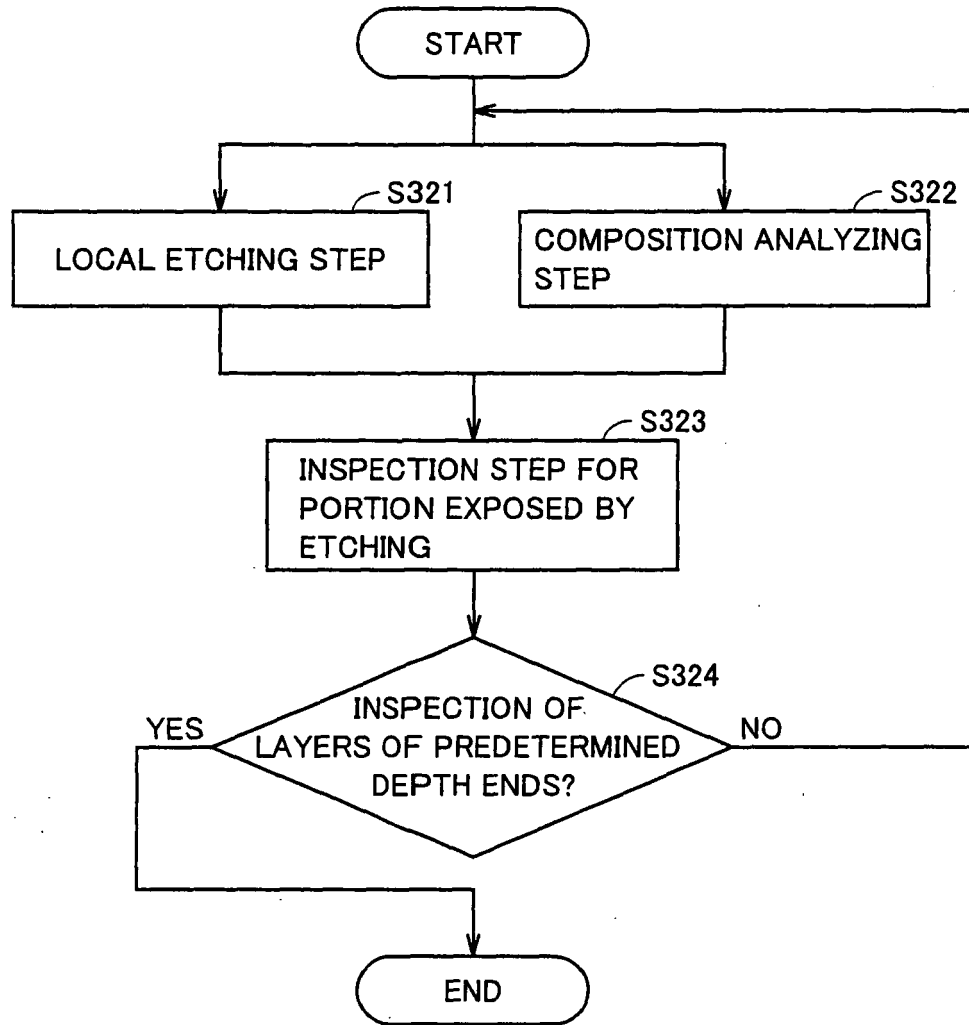 START
S321
LOCAL ETCHING STEP
S322
COMPOSITION ANALYZING
STEP
S323
INSPECTION STEP FOR
PORTION EXPOSED BY
ETCHING
S324
INSPECTION OF
LAYERS OF PREDETERMINED
DEPTH ENDS?
YES
NO
END